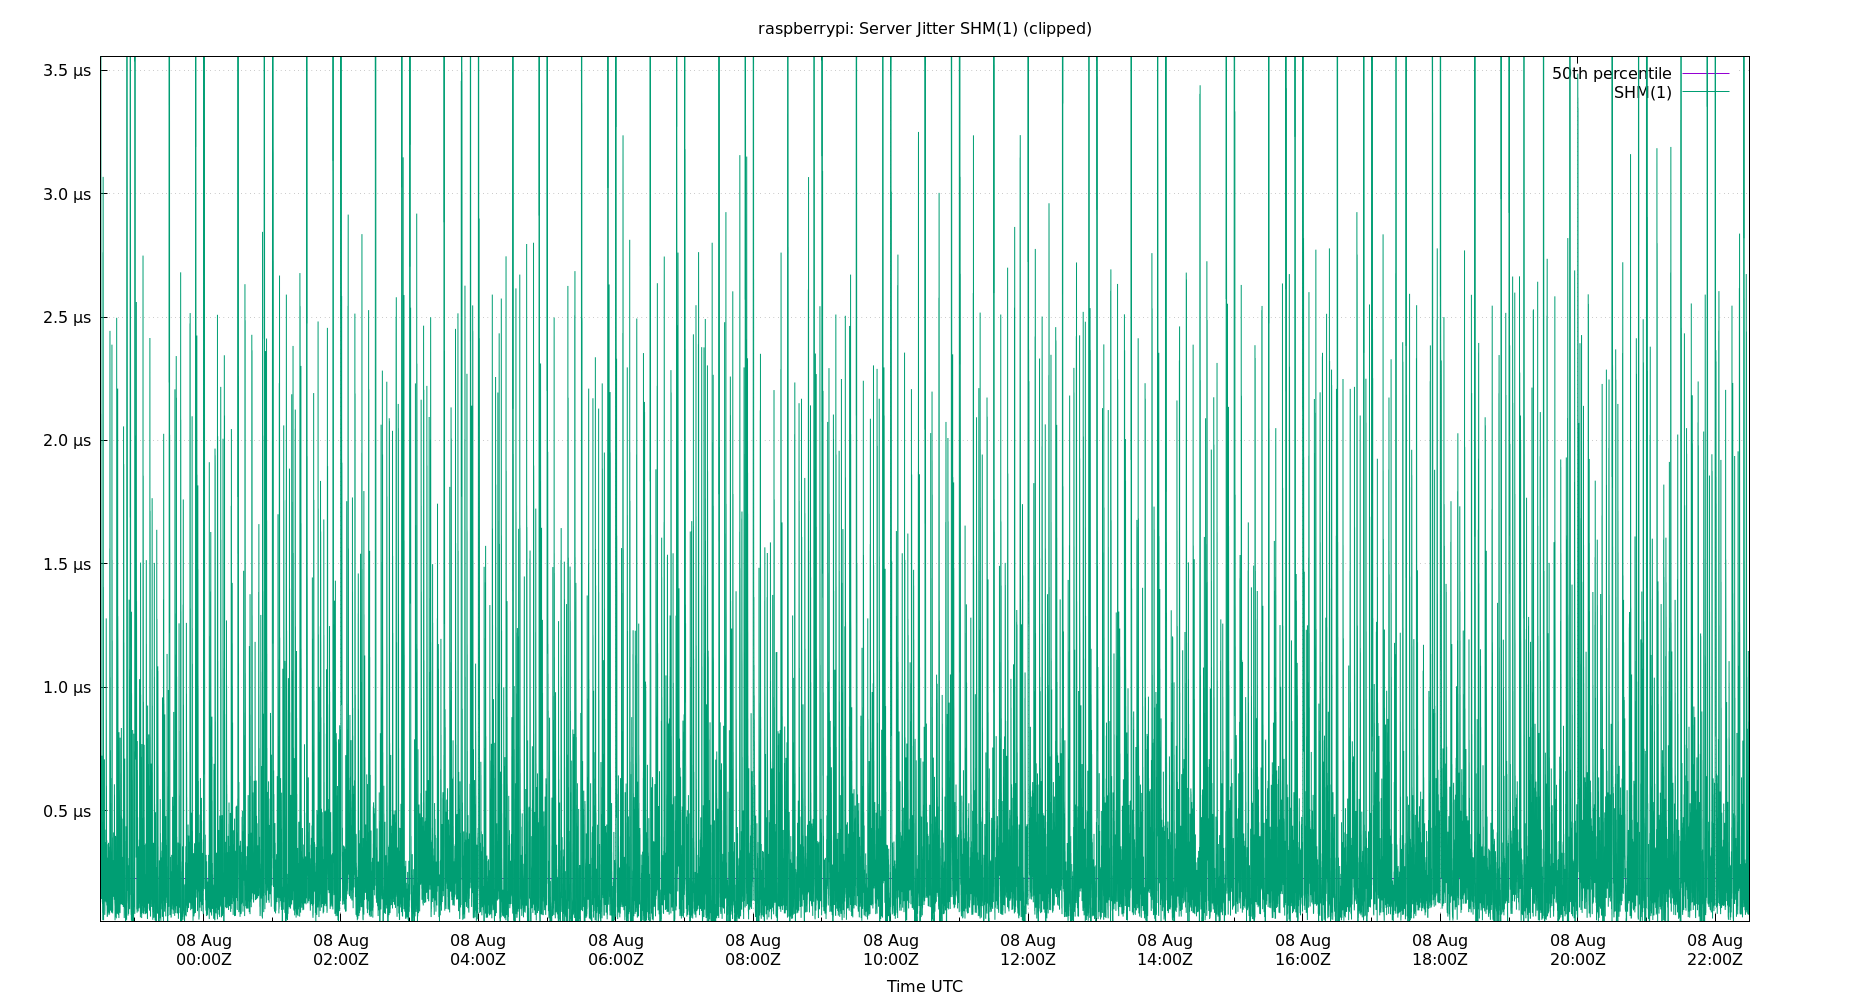 raspberrypi: Server Jitter SHM(1) (clipped)
3.5 µs
3.0 µs
2.5 µs
2.0 µs
1.5 µs
1.0 µs
0.5 µs
50th percentile
SHM(1)
08 Aug 08 Aug 08 Aug 08 Aug 08 Aug 08 Aug 08 Aug 08 Aug 08 Aug 08 Aug 08 Aug 08 Aug
00:00Z 02:00Z 04:00Z 06:00Z 08:00Z 10:00Z 12:00Z 14:00Z 16:00Z 18:00Z 20:00Z 22:00Z
Time UTC